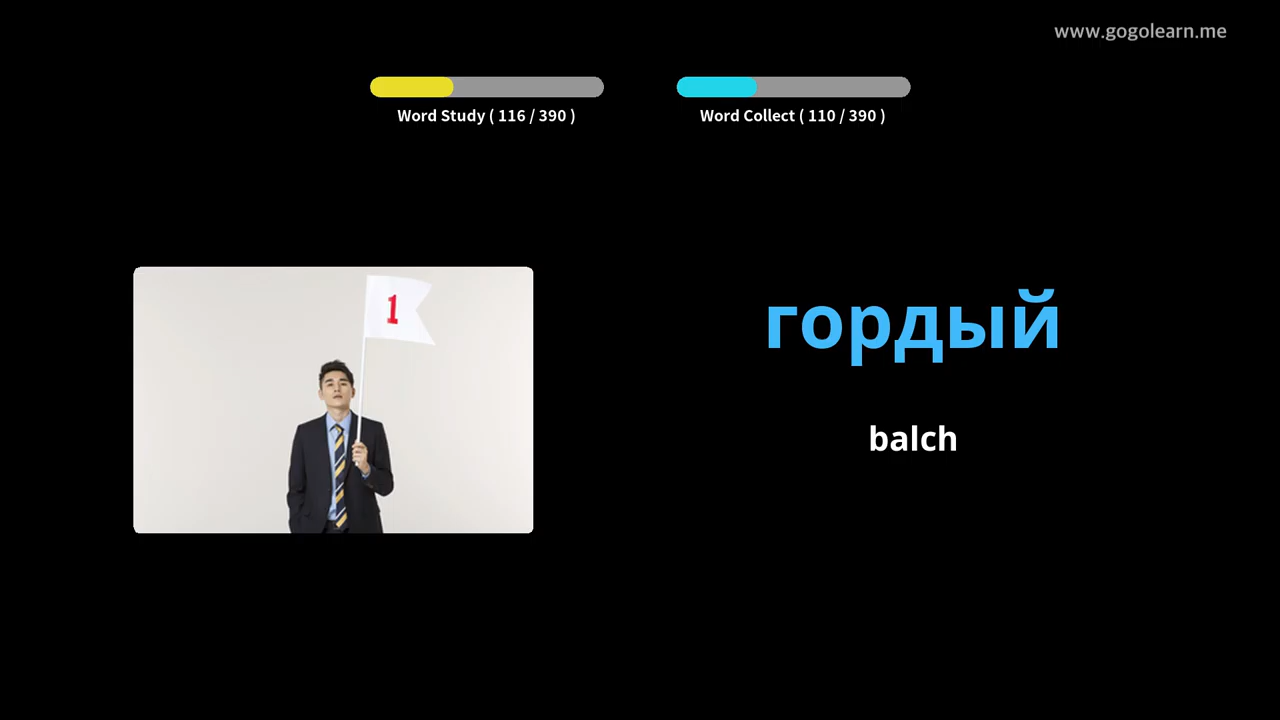 www.gogolearn.me
Word Study ( 116 / 390 )
Word Collect ( 110 / 390 )
1
гордый
balch